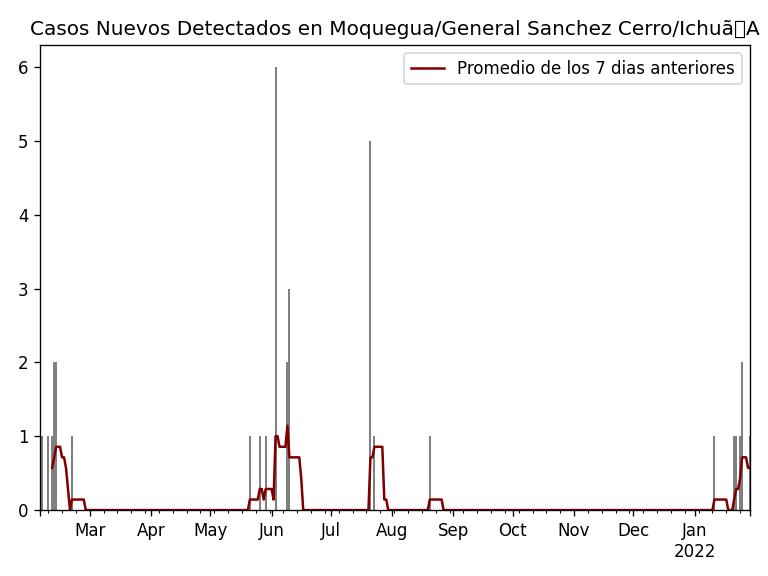 Casos Nuevos Detectados en Moquegua/General Sanchez Cerro/Ichuã▯A
Promedio de los 7 dias anteriores
6
5
4
3
2
1
0
Mar Apr May Jun Jul Aug Sep Oct Nov Dec Jan
2022